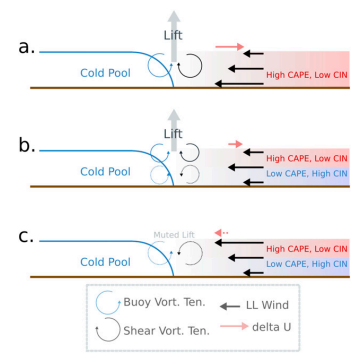 a.
Lift
Cold Pool
High CAPE, Low CIN
b.
Lift
Cold Pool
High CAPE, Low CIN
Low CAPE, High CIN
c.
Muted Lift
Cold Pool
High CAPE, Low CIN
Low CAPE, High CIN
Buoy Vort. Ten.
LL Wind
Shear Vort. Ten.
delta U